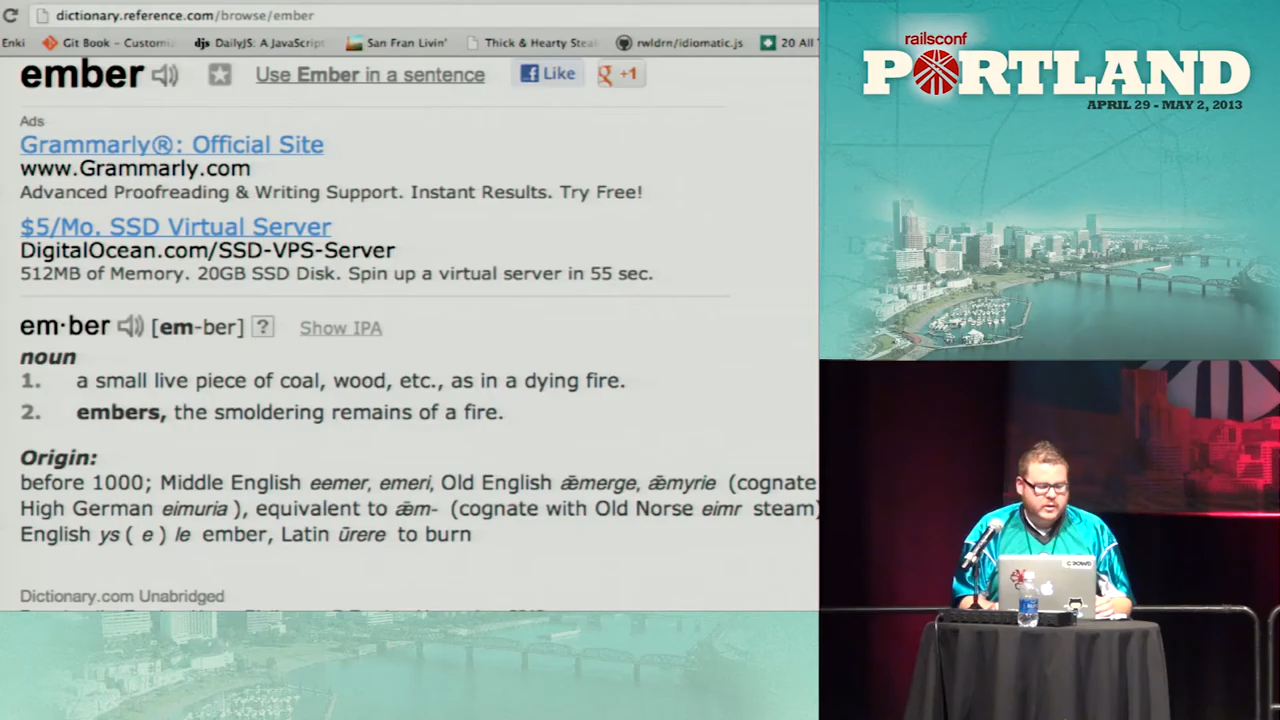 dictionary.reference.com/browse/ember
Enki
Git Book - Customiz
djs DailyJS: A JavaScript
San Fran Livin'
Thick & Hearty Stea
rwldrn/idiomatic.js
20 All T
ember
Use Ember in a sentence
Like
+1
Ads
Grammarly®: Official Site
www.Grammarly.com
Advanced Proofreading & Writing Support. Instant Results. Try Free!
$5/Mo. SSD Virtual Server
DigitalOcean.com/SSD-VPS-Server
512MB of Memory. 20GB SSD Disk. Spin up a virtual server in 55 sec.
em·ber [em-ber] ? Show IPA
noun
1. a small live piece of coal, wood, etc., as in a dying fire.
2. embers, the smoldering remains of a fire.
Origin:
before 1000; Middle English eemer, emeri, Old English ǣmerge, ǣmyrie (cognate
High German eimuria ), equivalent to ǣm- (cognate with Old Norse eimr steam)
English ys ( e ) le ember, Latin ūrere to burn
Dictionary.com Unabridged
railsconf
PORTLAND
APRIL 29 - MAY 2, 2013
CROWD